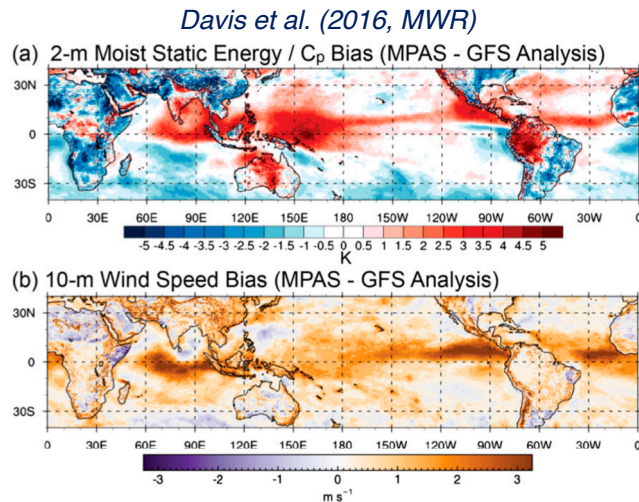 Davis et al. (2016, MWR)
(a) 2-m Moist Static Energy / Cp Bias (MPAS - GFS Analysis)
30N
0
30S
0 30E 60E 90E 120E 150E 180 150W 120W 90W 60W 30W 0
-5 -4.5 -4 -3.5 -3 -2.5 -2 -1.5 -1 -0.5 0 0.5 1 1.5 2 2.5 3 3.5 4 4.5 5
K
(b) 10-m Wind Speed Bias (MPAS - GFS Analysis)
30N
0
30S
0 30E 60E 90E 120E 150E 180 150W 120W 90W 60W 30W 0
-3 -2 -1 0 1 2 3
m s⁻¹